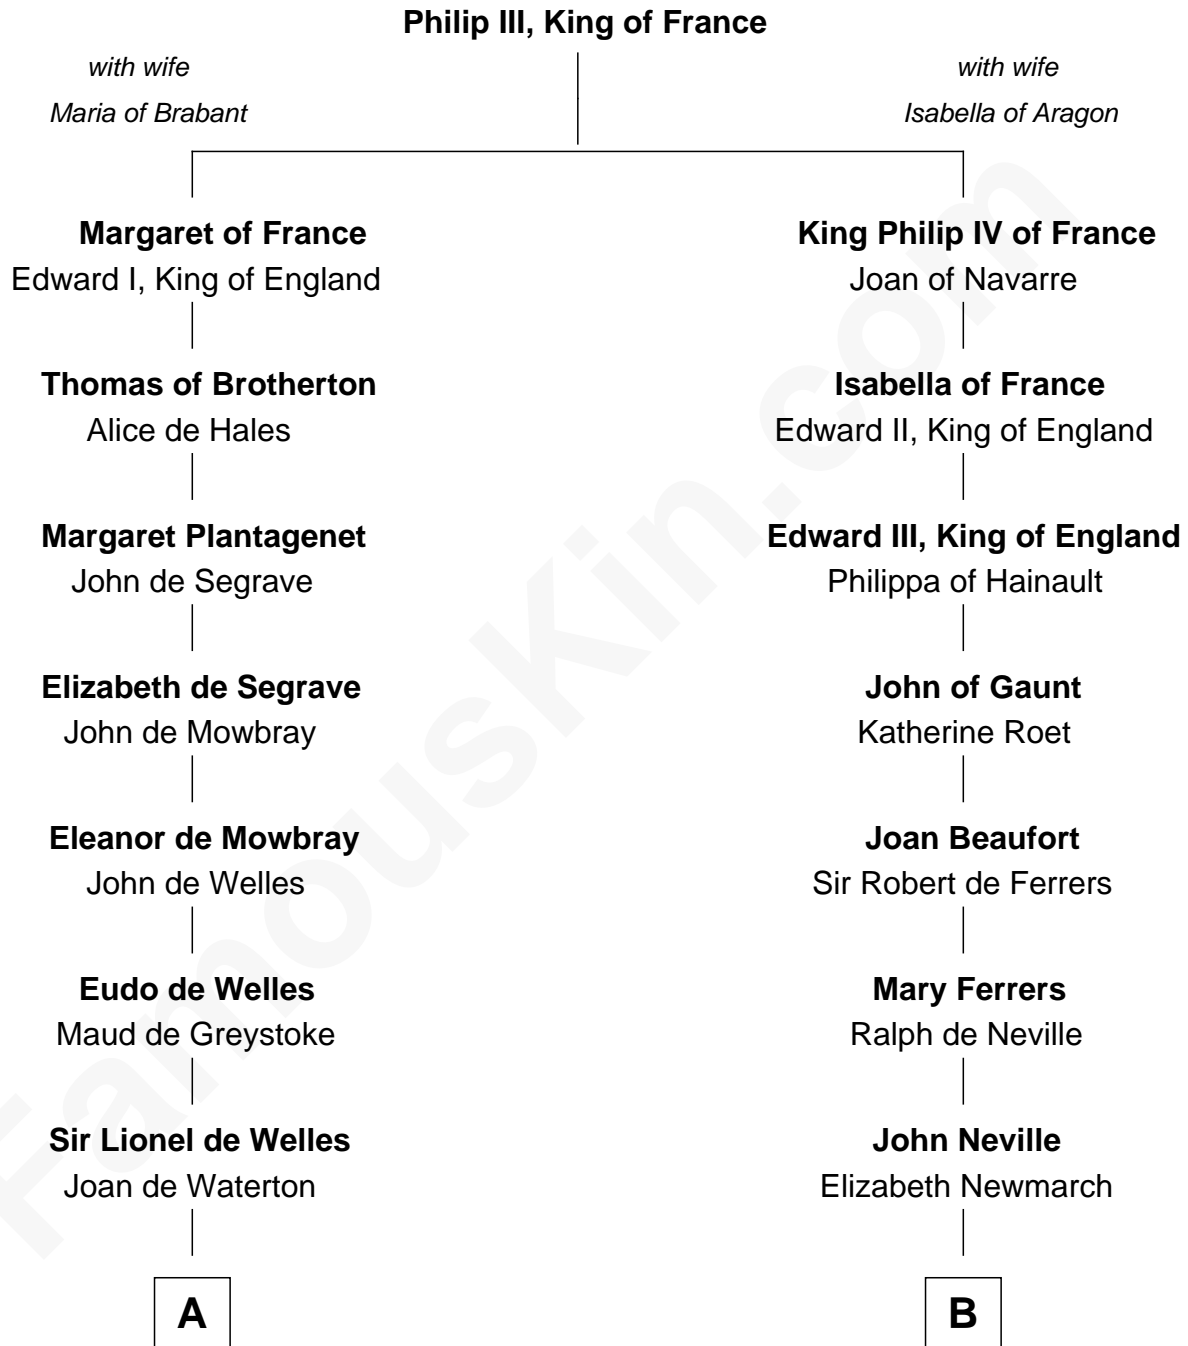 Philip III, King of France
with wife
Maria of Brabant
with wife
Isabella of Aragon
Margaret of France
Edward I, King of England
King Philip IV of France
Joan of Navarre
Thomas of Brotherton
Alice de Hales
Isabella of France
Edward II, King of England
Margaret Plantagenet
John de Segrave
Edward III, King of England
Philippa of Hainault
Elizabeth de Segrave
John de Mowbray
John of Gaunt
Katherine Roet
Eleanor de Mowbray
John de Welles
Joan Beaufort
Sir Robert de Ferrers
Eudo de Welles
Maud de Greystoke
Mary Ferrers
Ralph de Neville
Sir Lionel de Welles
Joan de Waterton
John Neville
Elizabeth Newmarch
A
B
FamousKin.com